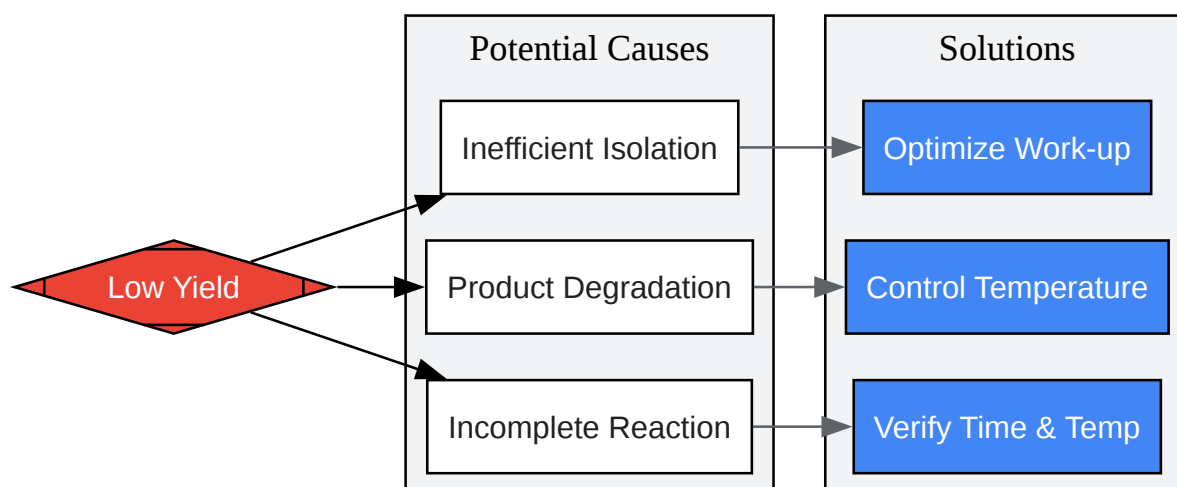 Potential Causes
Solutions
Inefficient Isolation
Optimize Work-up
Low Yield
Product Degradation
Control Temperature
Incomplete Reaction
Verify Time & Temp